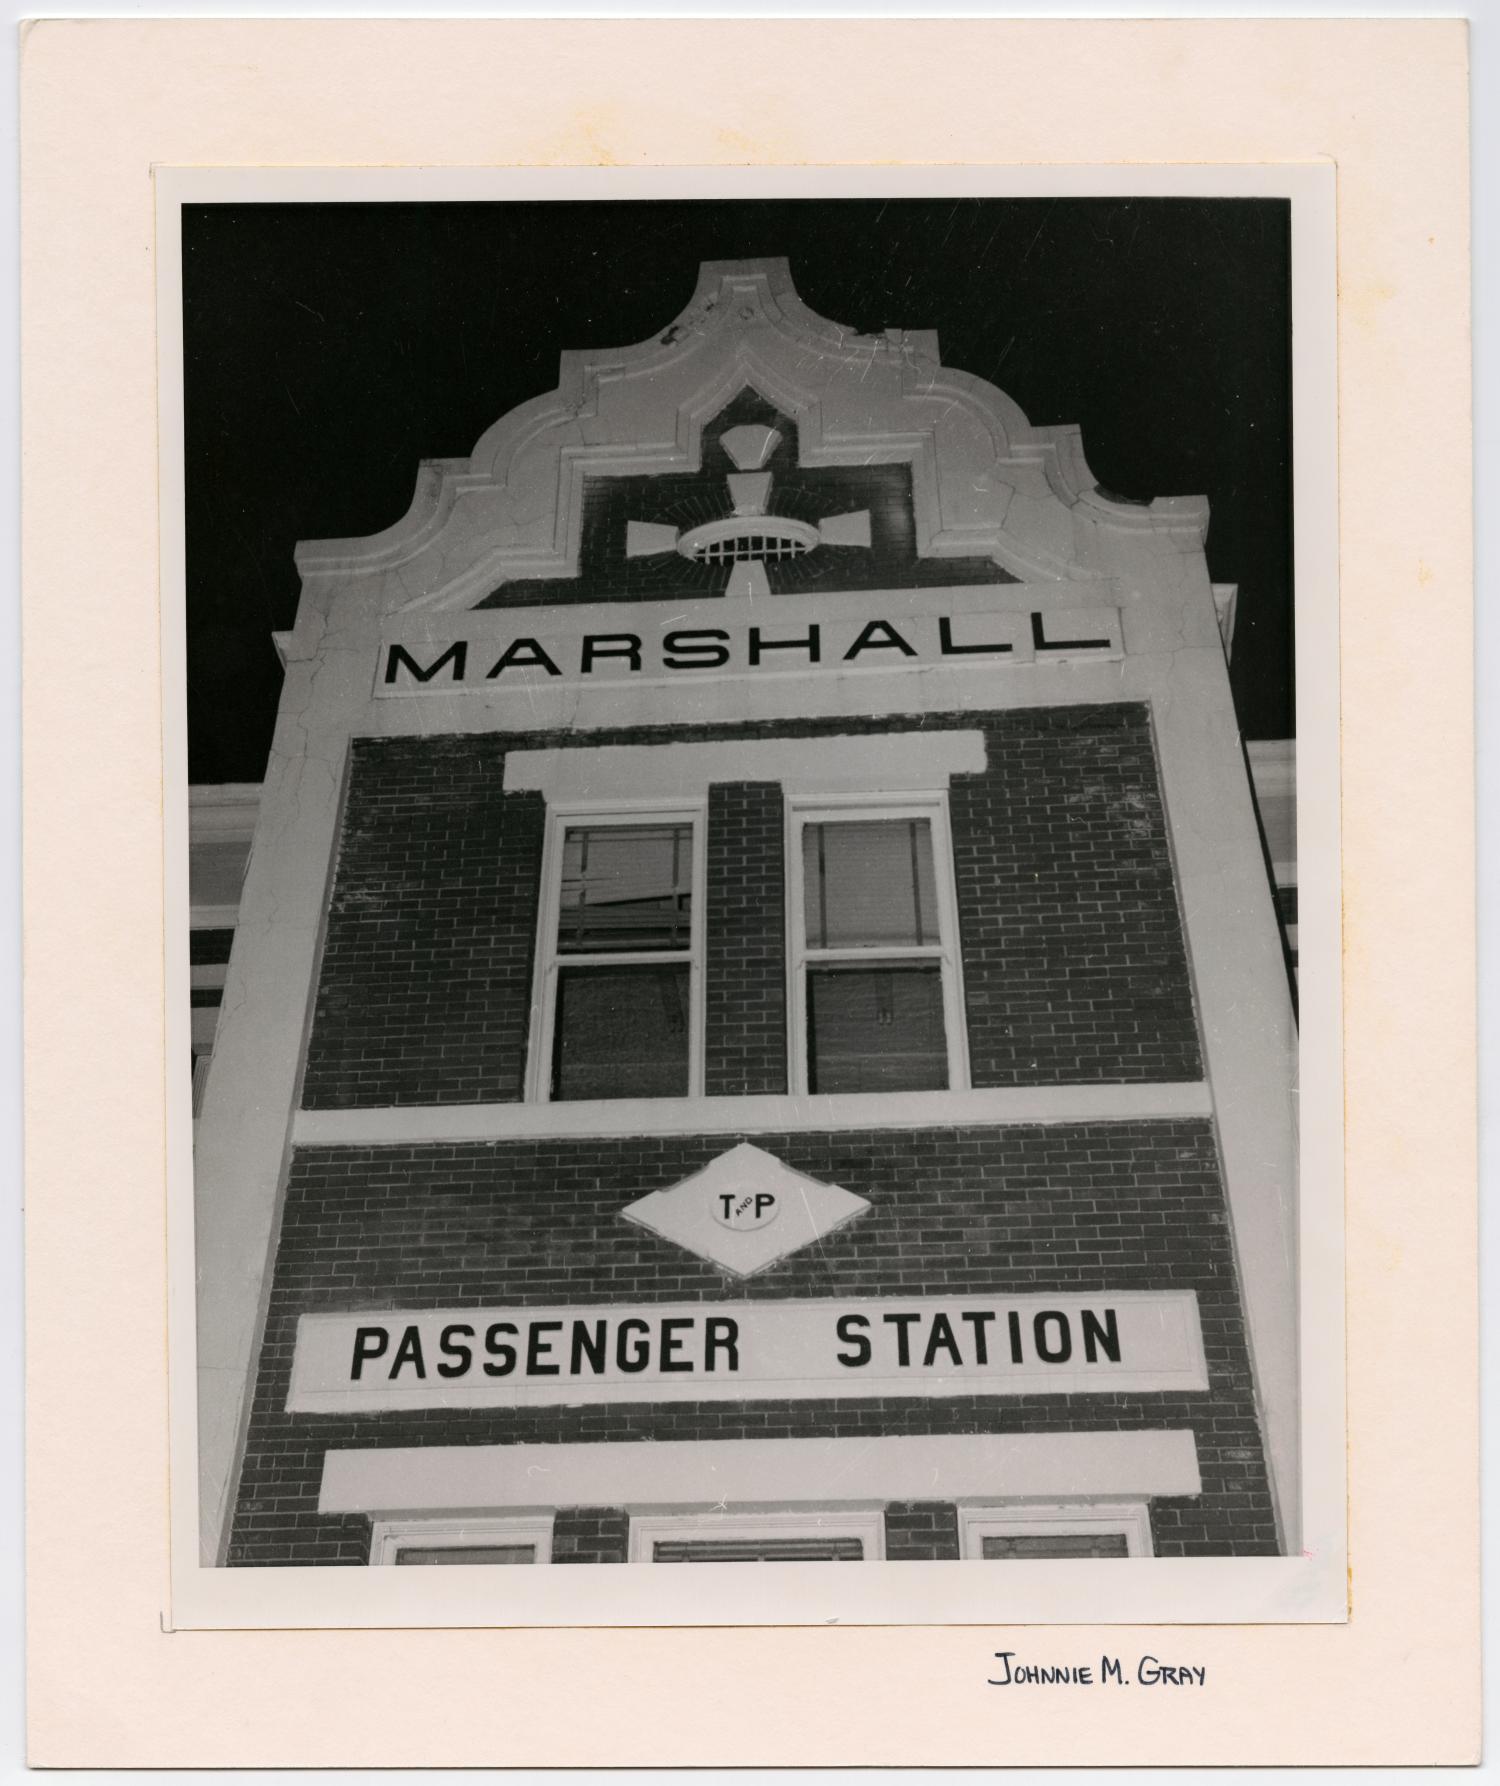 MARSHALL
T AND P
PASSENGER STATION
JOHNNIE M. GRAY